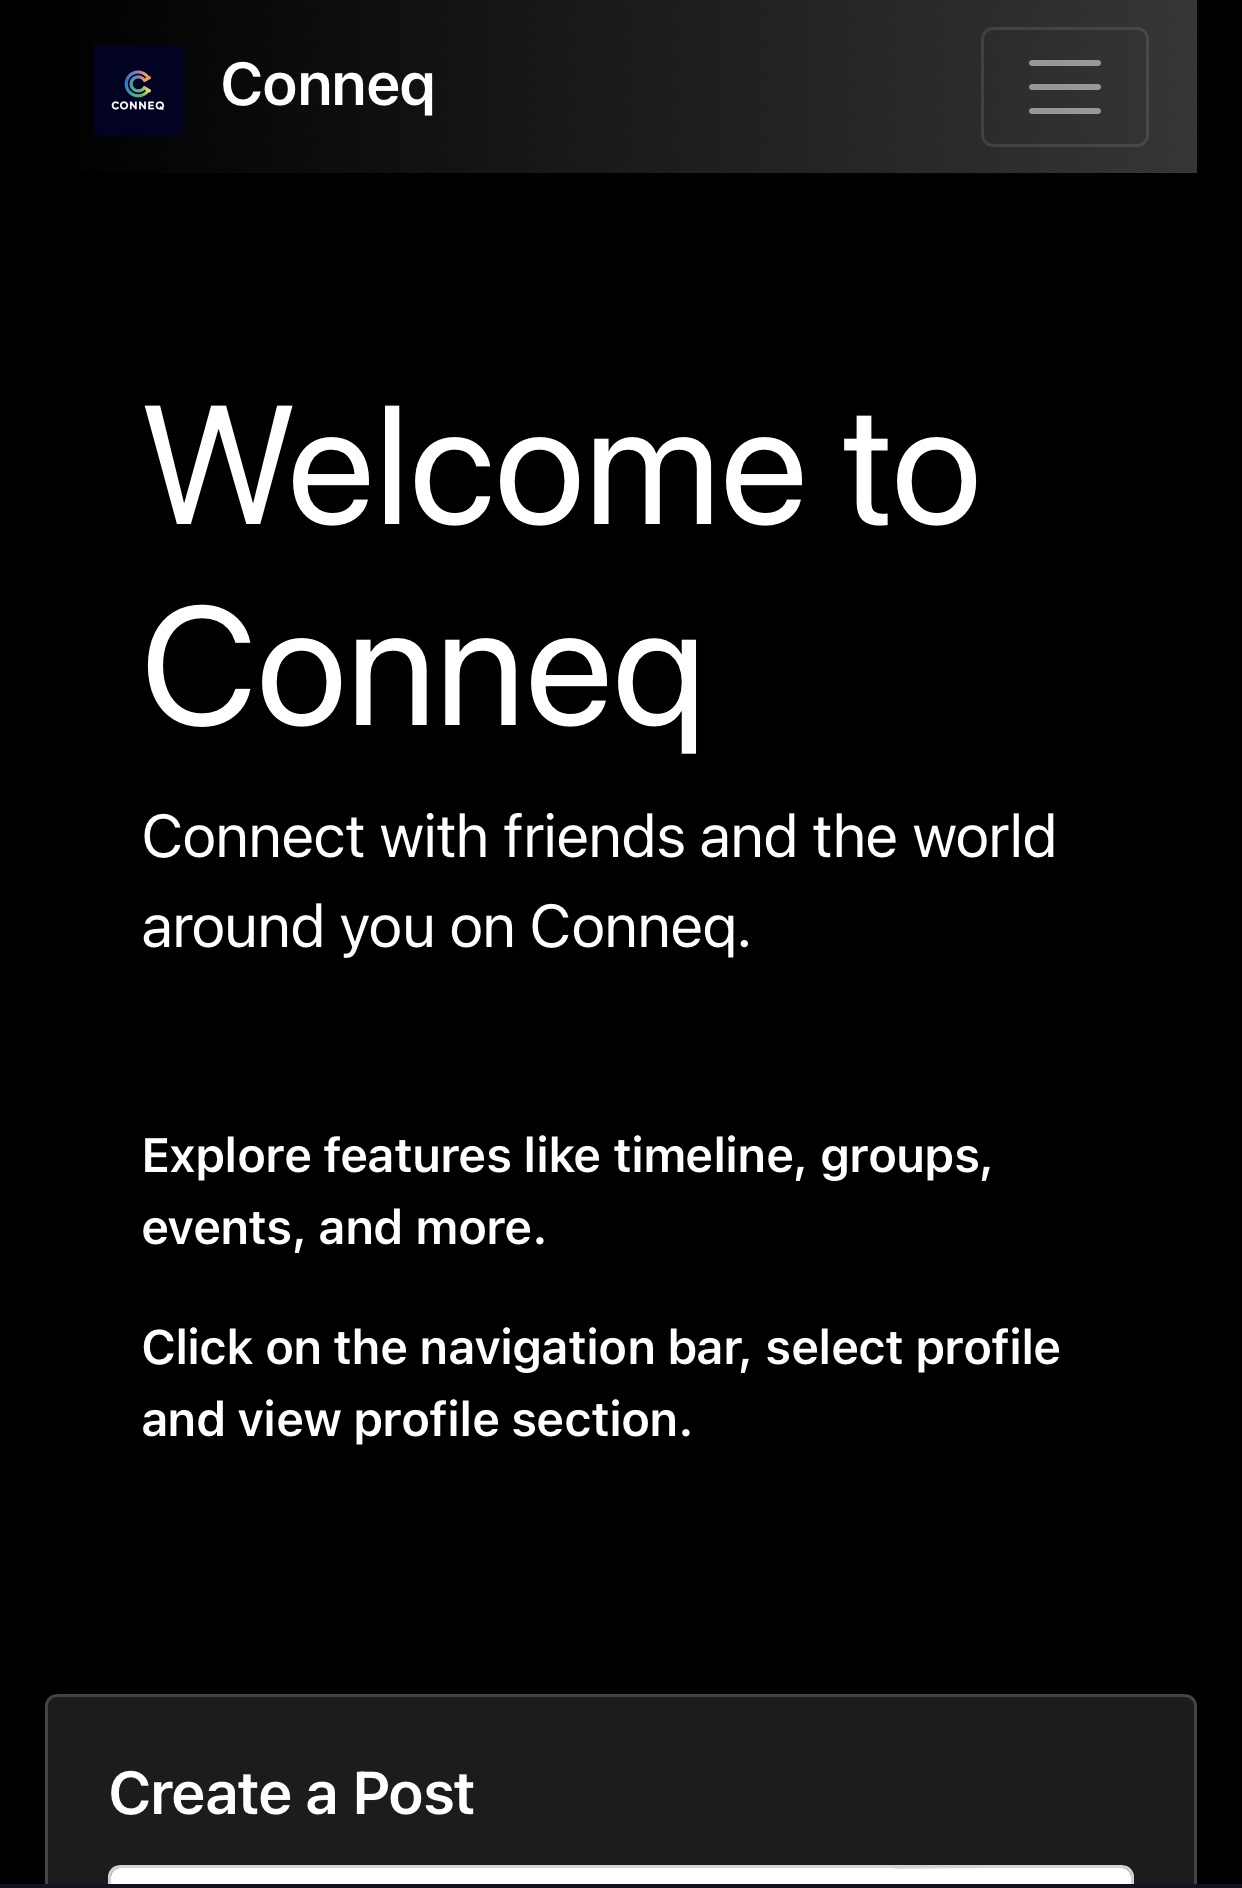 CONNEQ
Conneq
Welcome to
Conneq
Connect with friends and the world
around you on Conneq.
Explore features like timeline, groups,
events, and more.
Click on the navigation bar, select profile
and view profile section.
Create a Post